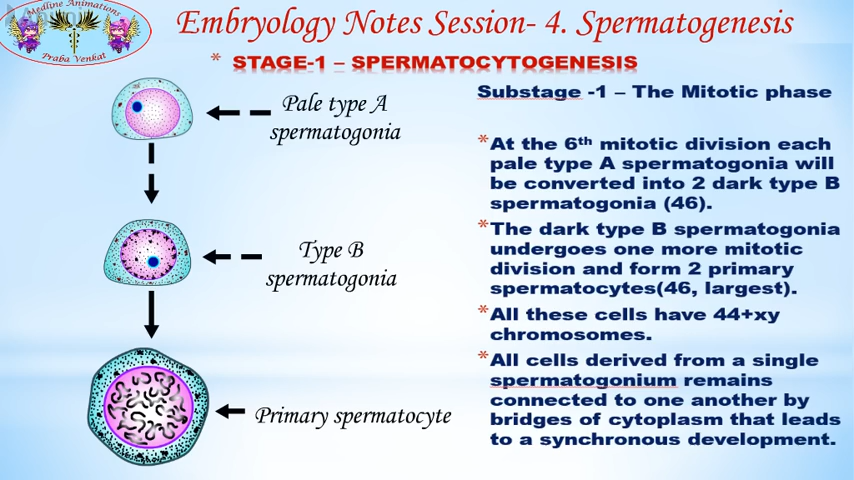 Medline Animations
Praba Venkat
Embryology Notes Session- 4. Spermatogenesis
* STAGE-1 – SPERMATOCYTOGENESIS
Pale type A
spermatogonia
Type B
spermatogonia
Primary spermatocyte
Substage -1 – The Mitotic phase
* At the 6th mitotic division each
pale type A spermatogonia will
be converted into 2 dark type B
spermatogonia (46).
* The dark type B spermatogonia
undergoes one more mitotic
division and form 2 primary
spermatocytes(46, largest).
* All these cells have 44+xy
chromosomes.
* All cells derived from a single
spermatogonium remains
connected to one another by
bridges of cytoplasm that leads
to a synchronous development.